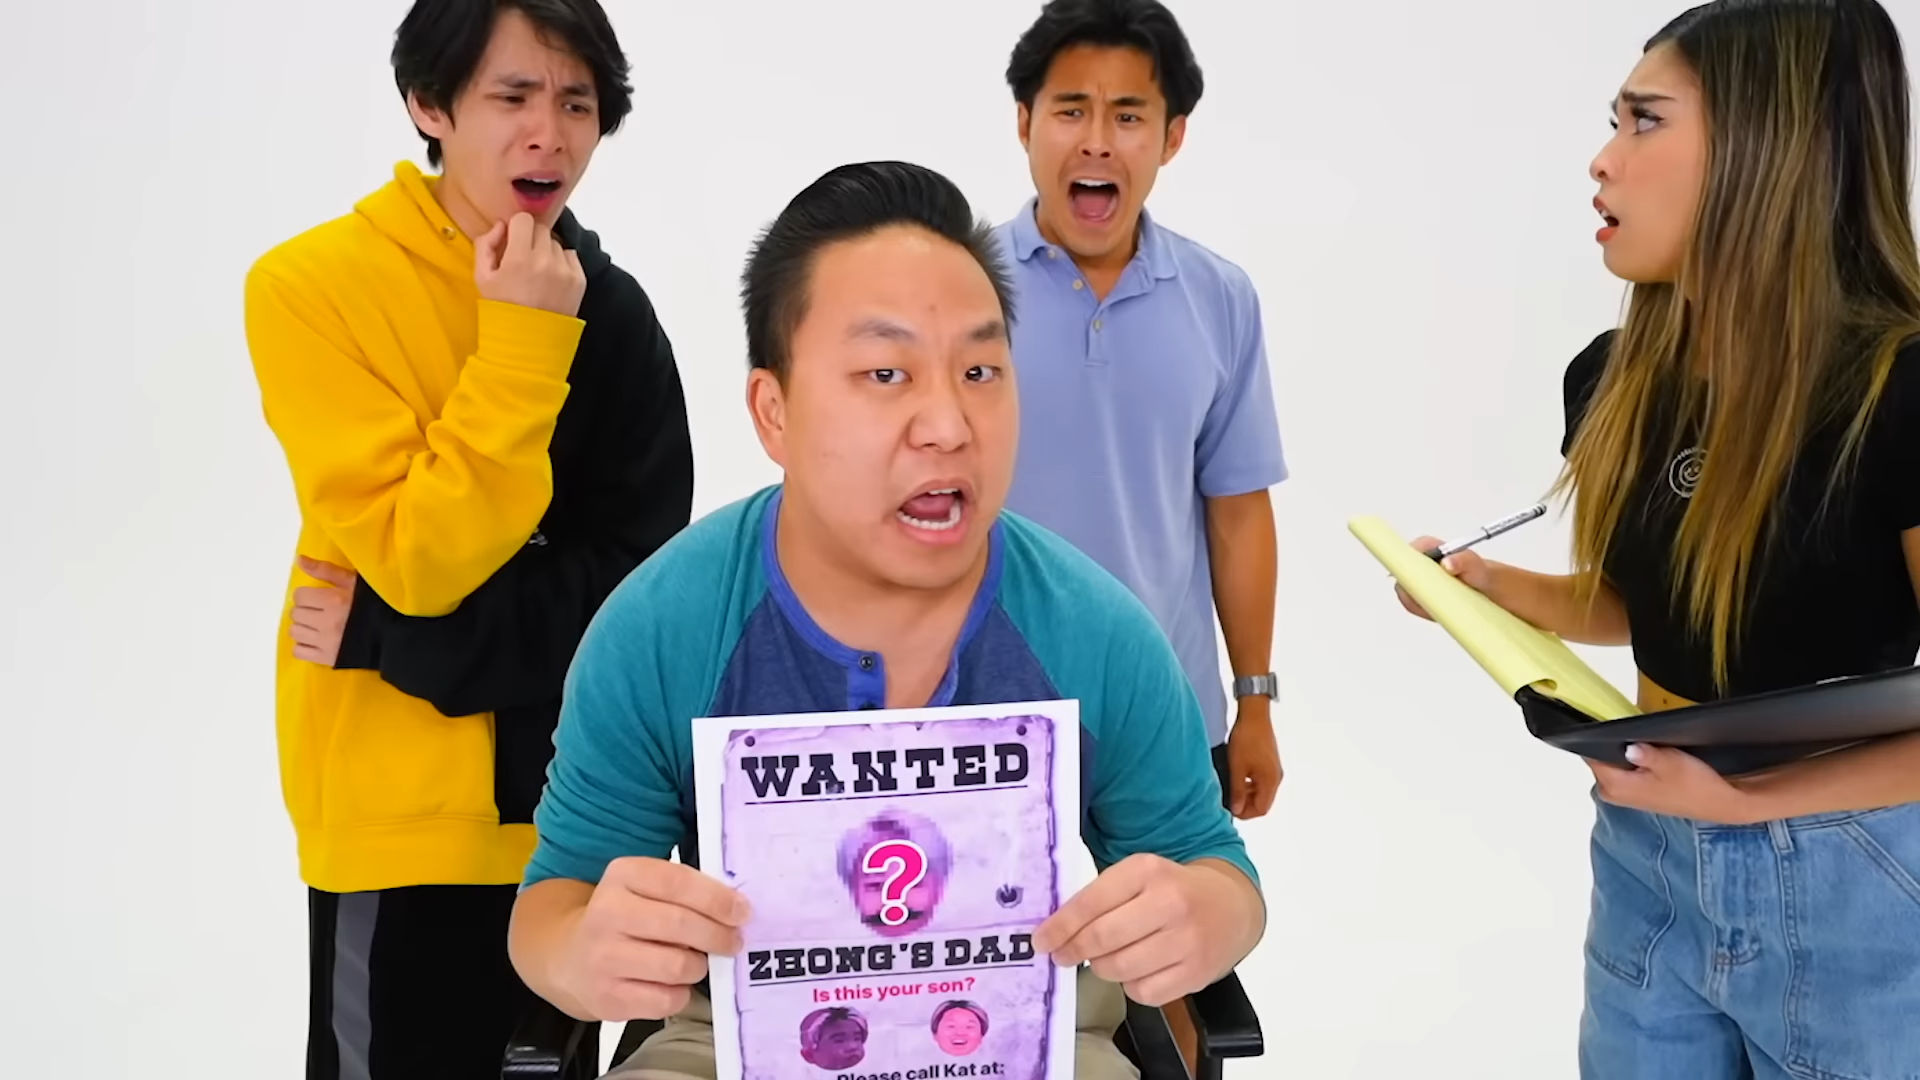 WANTED
?
ZHONG'S DAD
Is this your son?
Please call Kat at: